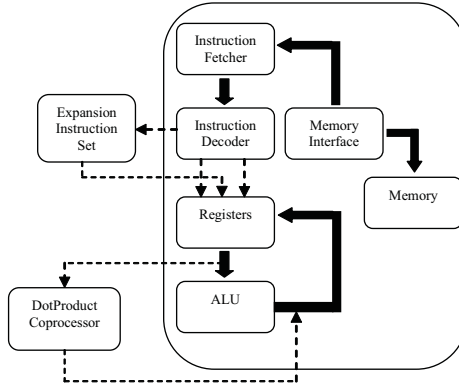 Instruction
Fetcher
Expansion
Instruction
Set
Instruction
Decoder
Memory
Interface
Memory
Registers
DotProduct
Coprocessor
ALU